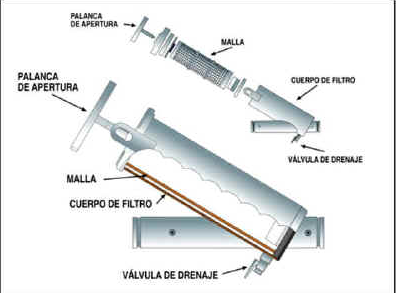 PALANCA
DE APERTURA
MALLA
CUERPO DE FILTRO
VÁLVULA DE DRENAJE
PALANCA
DE APERTURA
MALLA
CUERPO DE FILTRO
VÁLVULA DE DRENAJE